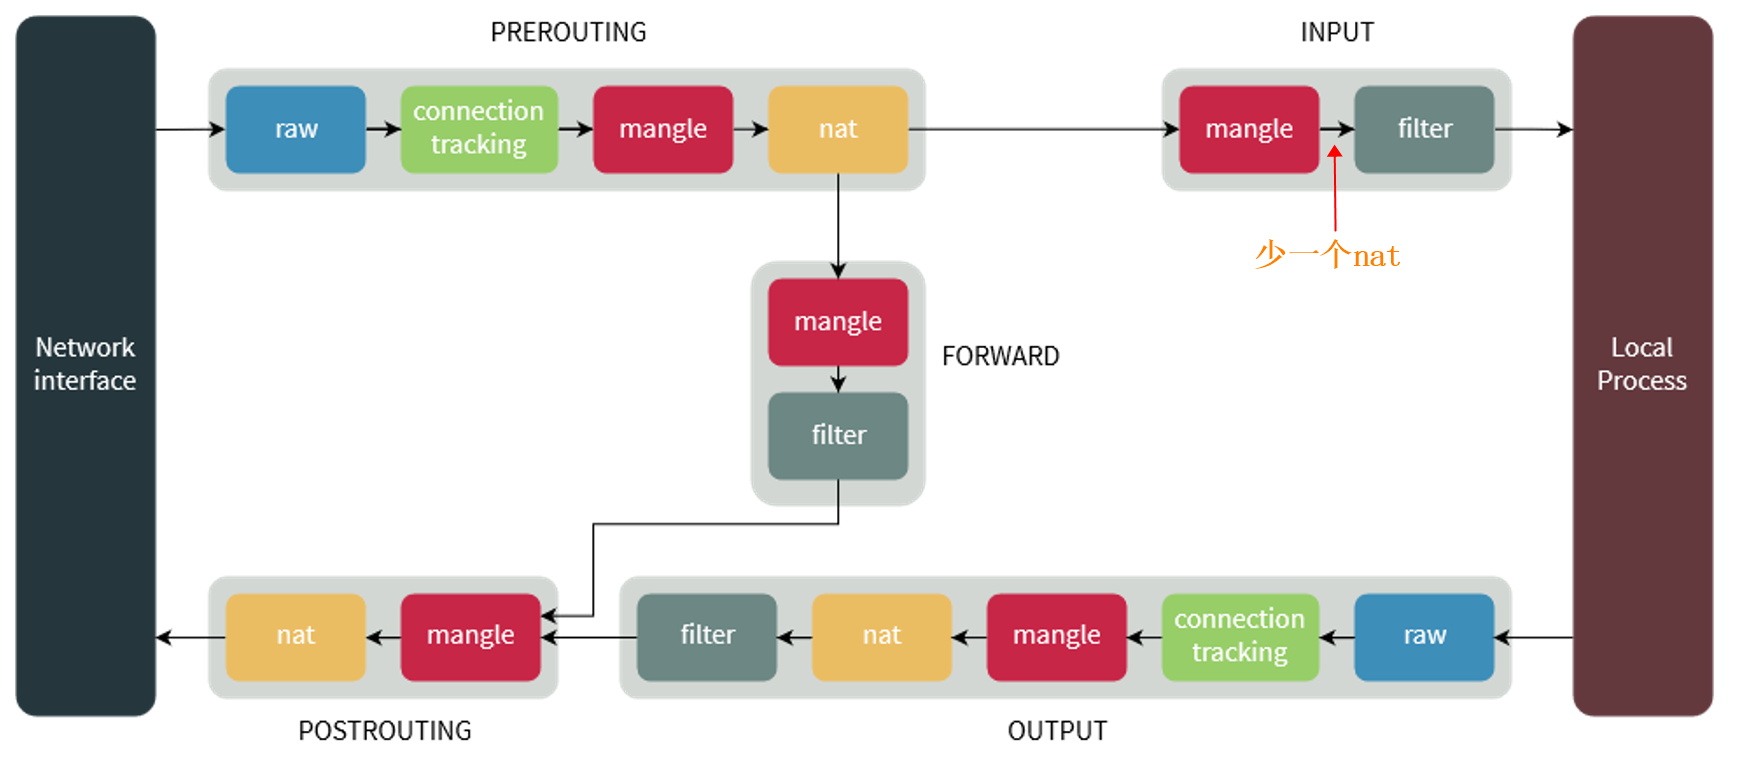 PREROUTING
INPUT
raw
connection
tracking
mangle
nat
mangle
filter
少一个nat
Network
interface
mangle
filter
FORWARD
Local
Process
nat
mangle
filter
nat
mangle
connection
tracking
raw
POSTROUTING
OUTPUT